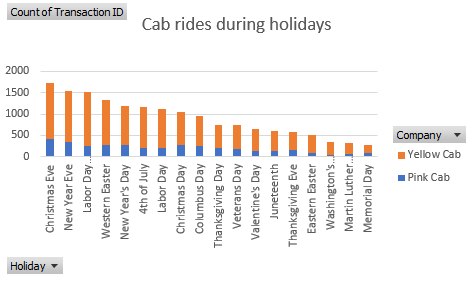 Count of Transaction ID
Cab rides during holidays
2000
1500
1000
500
0
Christmas Eve
New Year Eve
Labor Day…
Western Easter
New Year's Day
4th of July
Labor Day
Christmas Day
Columbus Day
Thanksgiving Day
Veterans Day
Valentine's Day
Juneteenth
Thanksgiving Eve
Eastern Easter
Washington's…
Martin Luther…
Memorial Day
Company
Yellow Cab
Pink Cab
Holiday